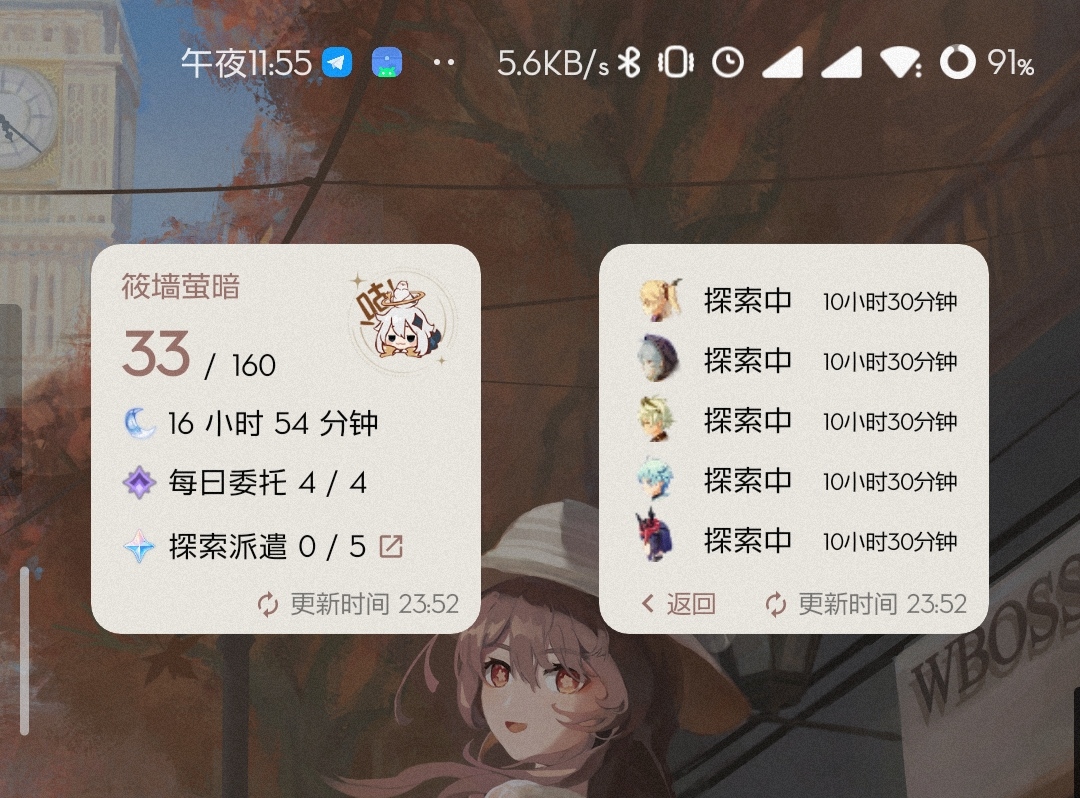 午夜11:55 5.6KB/s 91%
筱墙萤暗
咕!
33 / 160
16 小时 54 分钟
每日委托 4 / 4
探索派遣 0 / 5
更新时间 23:52
探索中 10小时30分钟
探索中 10小时30分钟
探索中 10小时30分钟
探索中 10小时30分钟
探索中 10小时30分钟
返回 更新时间 23:52
WBOSS